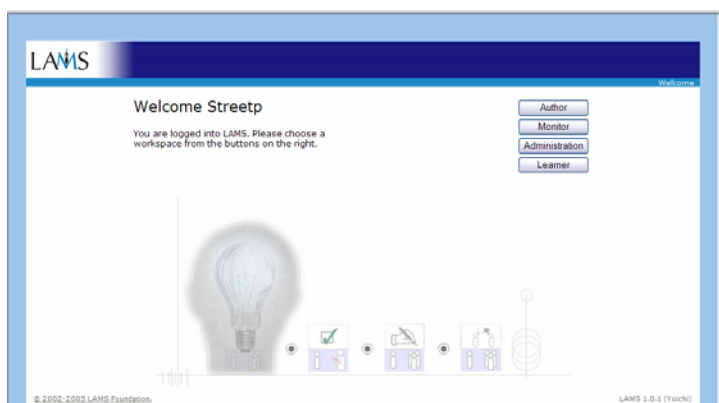 LAMS
Welcome
Welcome Streetp
Author
You are logged into LAMS. Please choose a
workspace from the buttons on the right.
Monitor
Administration
Learner
© 2002-2005 LAMS Foundation.
LAMS 1.0.1 (Yoichi)